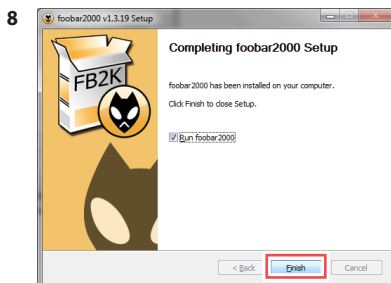 8
foobar2000 v1.3.19 Setup
Completing foobar2000 Setup
FB2K
foobar2000 has been installed on your computer.
Click Finish to close Setup.
Run foobar2000
< Back
Finish
Cancel